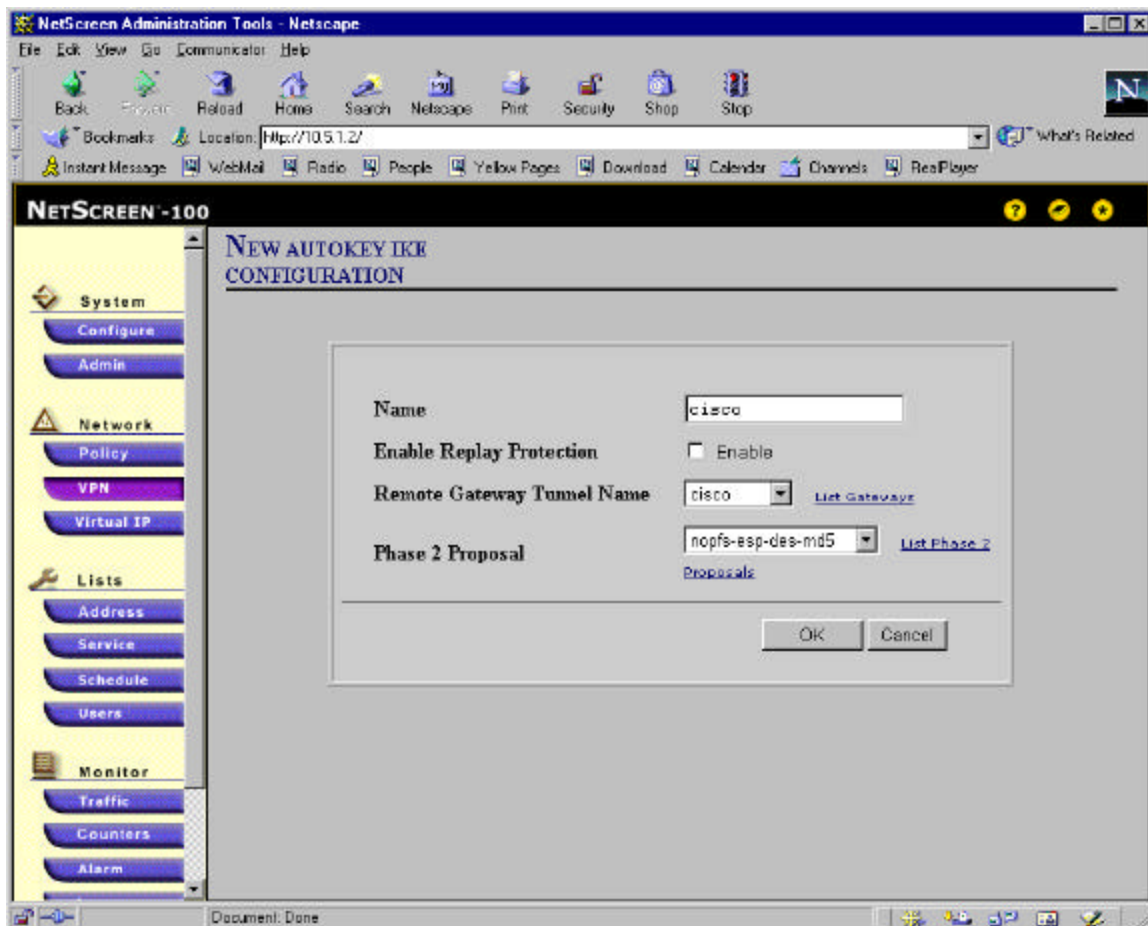 NetScreen Administration Tools - Netscape
File Edit View Go Communicator Help
Back Reload Home Search Netscape Print Security Shop Stop
Bookmarks Location: http://10.5.1.2/ What's Related
Instant Message WebMail Radio People Yellow Pages Download Calendar Channels RealPlayer
NETSCREEN-100
NEW AUTOKEY IKE
CONFIGURATION
System
Configure
Admin
Network
Policy
VPN
Virtual IP
Lists
Address
Service
Schedule
Users
Monitor
Traffic
Counters
Alarm
Name cisco
Enable Replay Protection Enable
Remote Gateway Tunnel Name cisco List Gateways
Phase 2 Proposal nopfs-esp-des-md5 List Phase 2
Proposals
OK Cancel
Document: Done